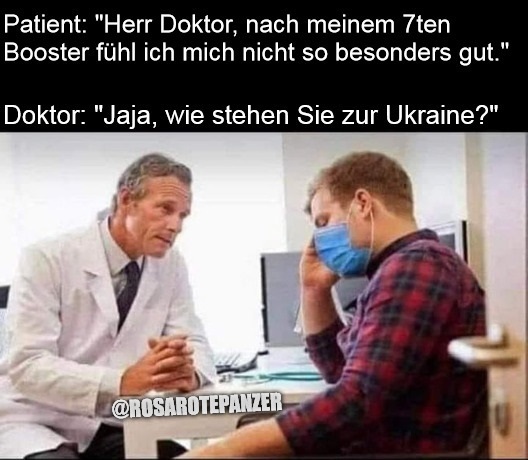 Patient: "Herr Doktor, nach meinem 7ten
Booster fühl ich mich nicht so besonders gut."
Doktor: "Jaja, wie stehen Sie zur Ukraine?"
@ROSAROTEPANZER